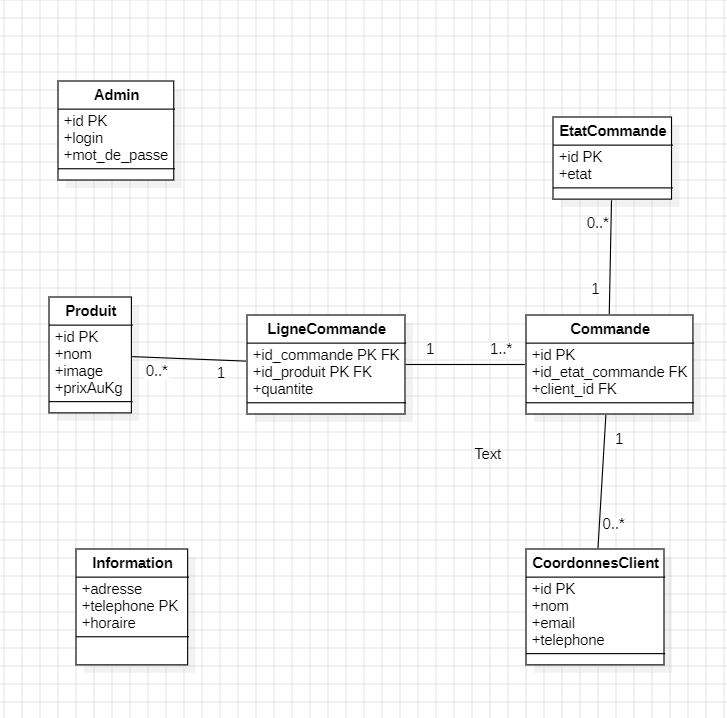 Admin
+id PK
+login
+mot_de_passe
EtatCommande
+id PK
+etat
0..*
1
Produit
+id PK
+nom
+image
+prixAuKg
0..*
1
LigneCommande
+id_commande PK FK
+id_produit PK FK
+quantite
1
1..*
Commande
+id PK
+id_etat_commande FK
+client_id FK
1
Text
0..*
Information
+adresse
+telephone PK
+horaire
CoordonnesClient
+id PK
+nom
+email
+telephone